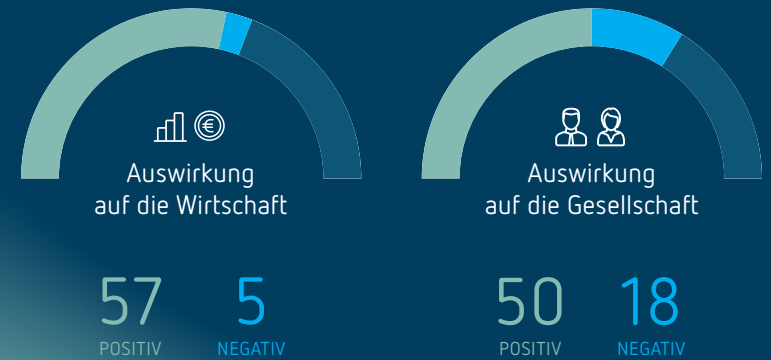 €
Auswirkung
auf die Wirtschaft
57 5
POSITIV NEGATIV
Auswirkung
auf die Gesellschaft
50 18
POSITIV NEGATIV